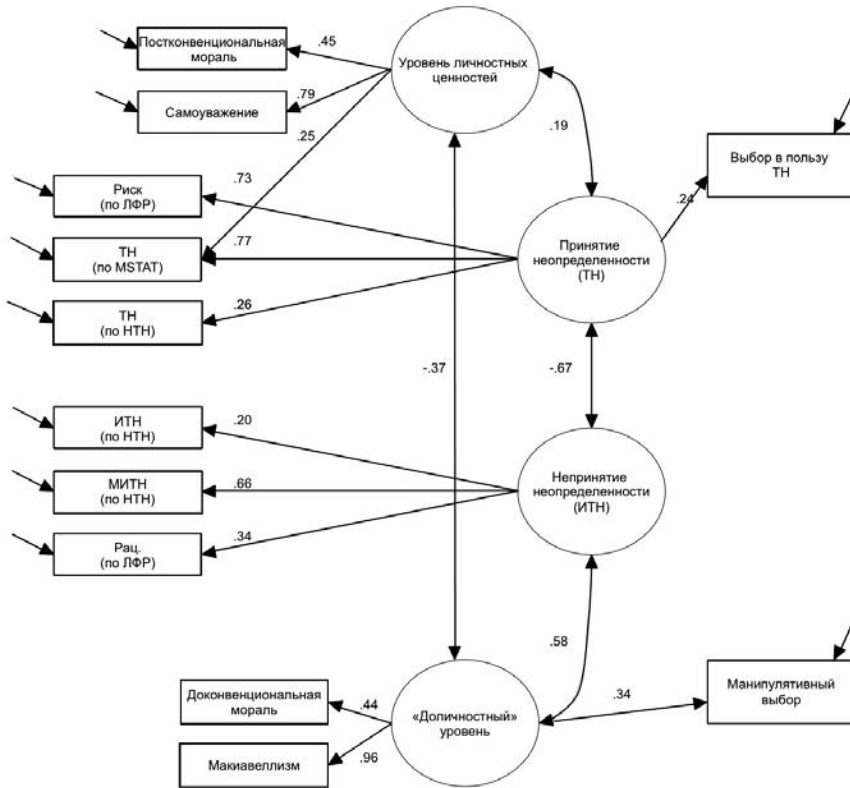 Постконвенциональная
мораль
.45
Уровень личностных
ценностей
Самоуважение
.79
.25
.19
Выбор в пользу
ТН
.24
Риск
(по ЛФР)
.73
ТН
(по MSTAT)
.77
Принятие
неопределенности
(ТН)
ТН
(по НТН)
.26
-.37
-.67
ИТН
(по НТН)
.20
МИТН
(по НТН)
.66
Непринятие
неопределенности
(ИТН)
Рац.
(по ЛФР)
.34
.58
Доконвенциональная
мораль
.44
«Доличностный»
уровень
.34
Манипулятивный
выбор
Макиавеллизм
.96